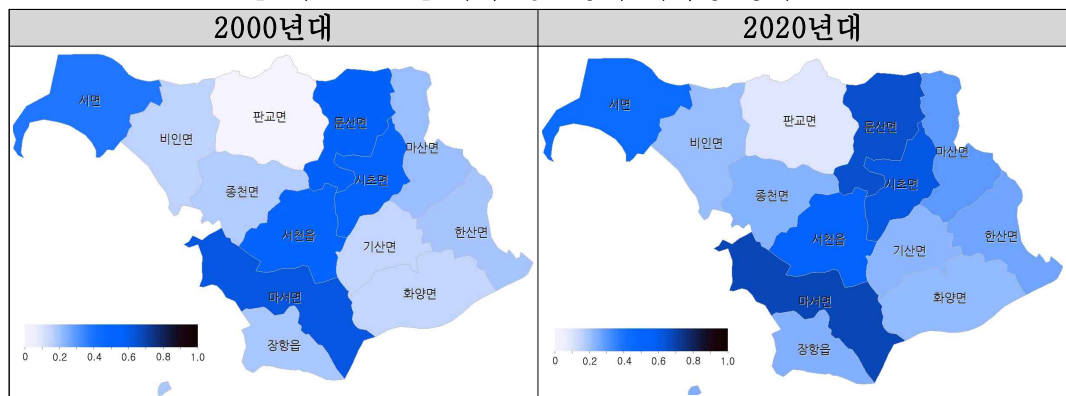 2000년대
2020년대
서면
비인면
판교면
문산면
마산면
시초면
종천면
서천읍
기산면
한산면
마서면
화양면
장항읍
0 0.2 0.4 0.6 0.8 1.0
서면
비인면
판교면
문산면
마산면
시초면
종천면
서천읍
기산면
한산면
마서면
화양면
장항읍
0 0.2 0.4 0.6 0.8 1.0